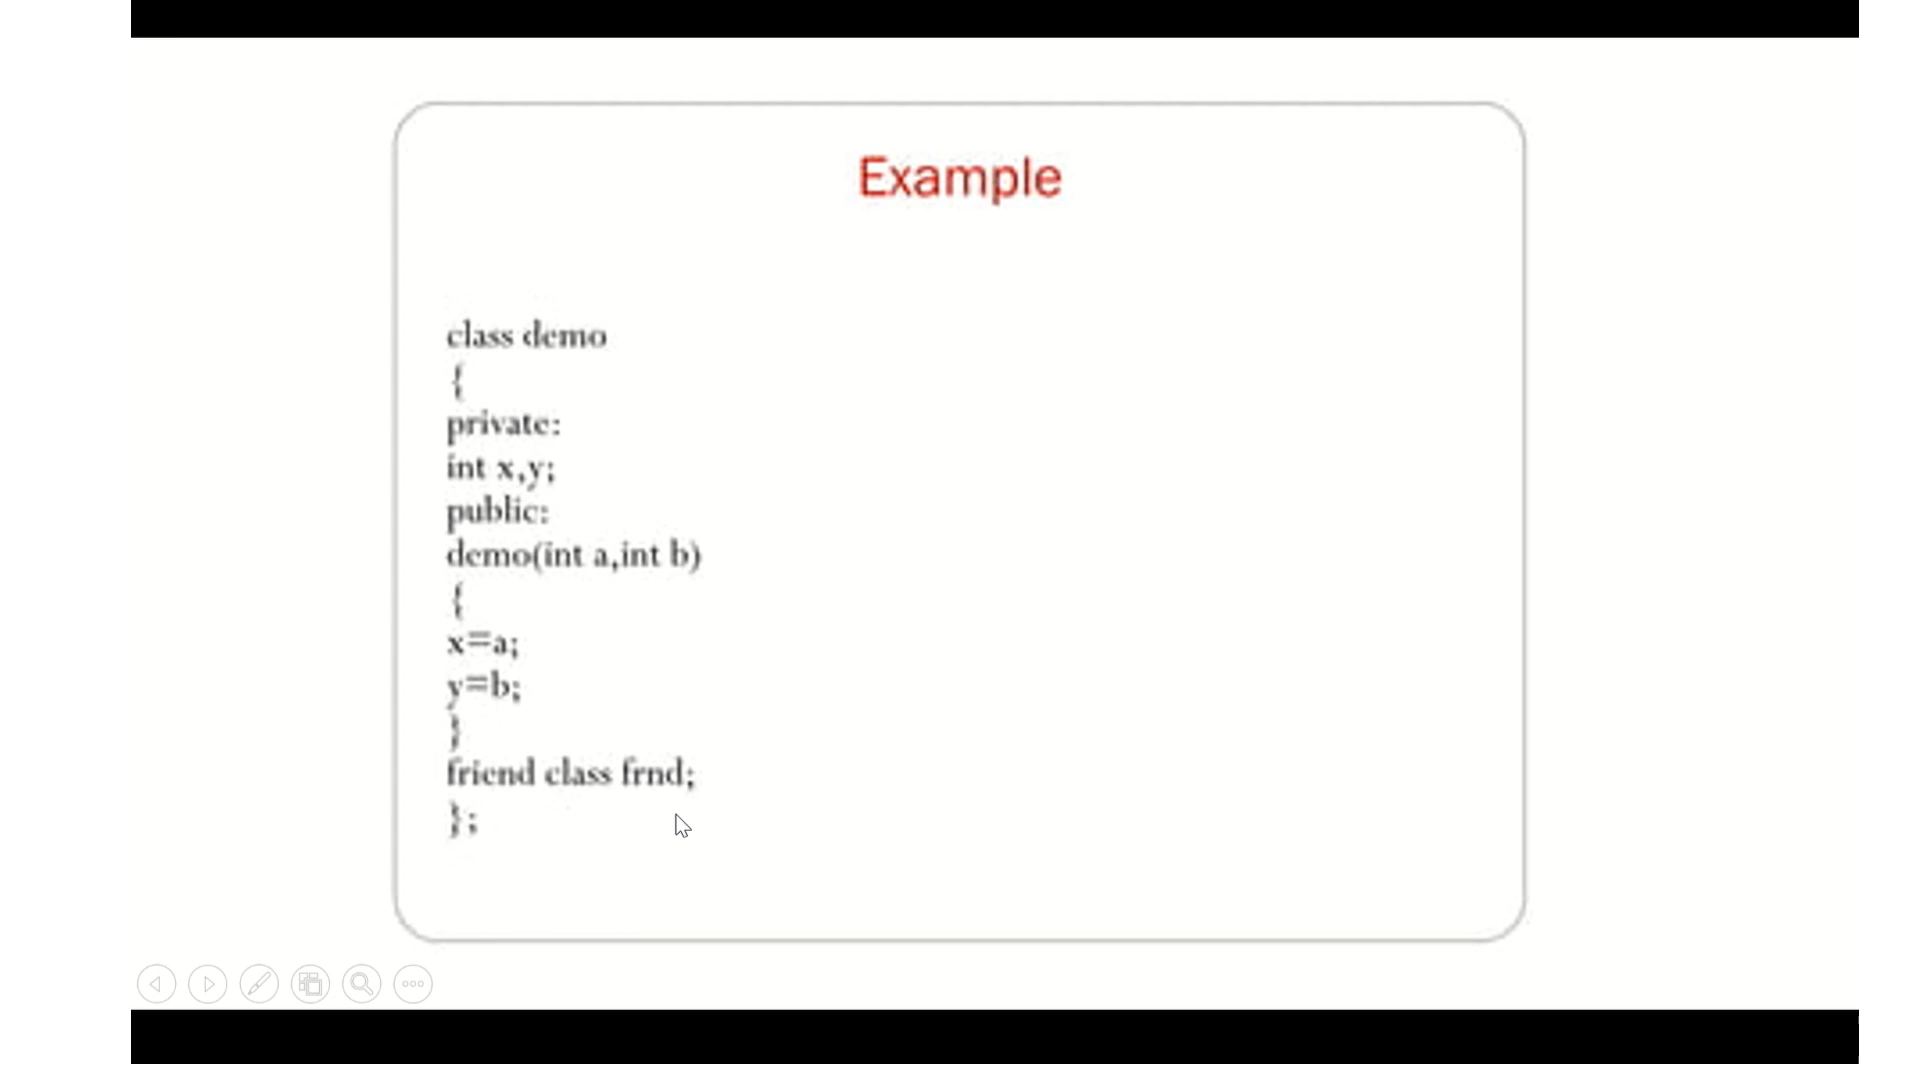 Example
class demo
{
private:
int x,y;
public:
demo(int a,int b)
{
x=a;
y=b;
}
friend class frnd;
};